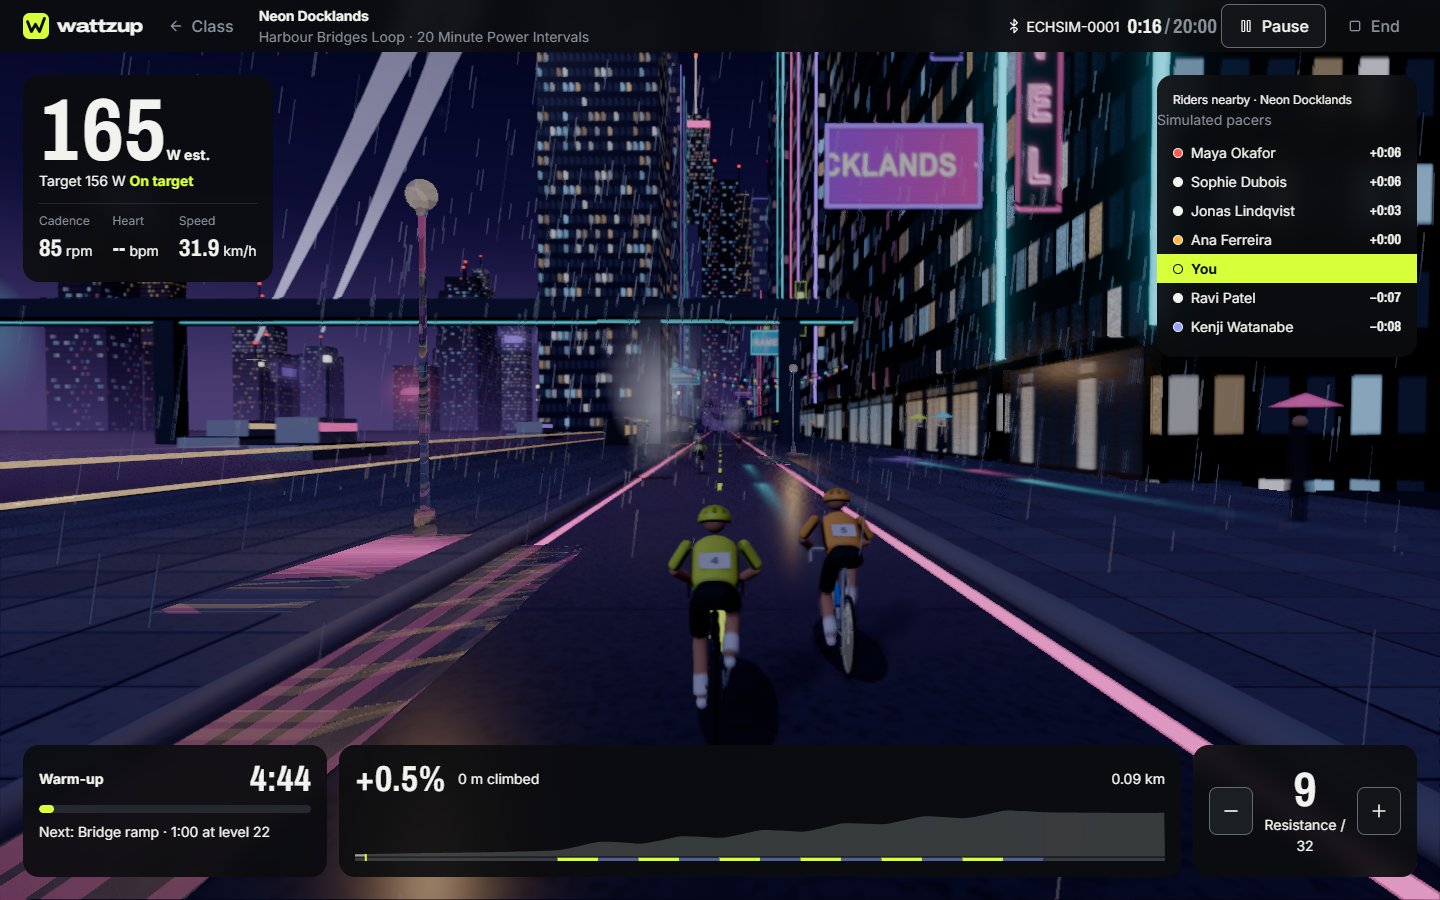 wattzup
Class
Neon Docklands
Harbour Bridges Loop · 20 Minute Power Intervals
ECHSIM-0001
0:16 / 20:00
Pause
End
165 W est.
Target 156 W On target
Cadence Heart Speed
85 rpm -- bpm 31.9 km/h
CKLANDS
E
L
Riders nearby · Neon Docklands
Simulated pacers
Maya Okafor +0:06
Sophie Dubois +0:06
Jonas Lindqvist +0:03
Ana Ferreira +0:00
You
Ravi Patel −0:07
Kenji Watanabe −0:08
4
5
Warm-up 4:44
Next: Bridge ramp · 1:00 at level 22
+0.5% 0 m climbed 0.09 km
− 9 +
Resistance /
32